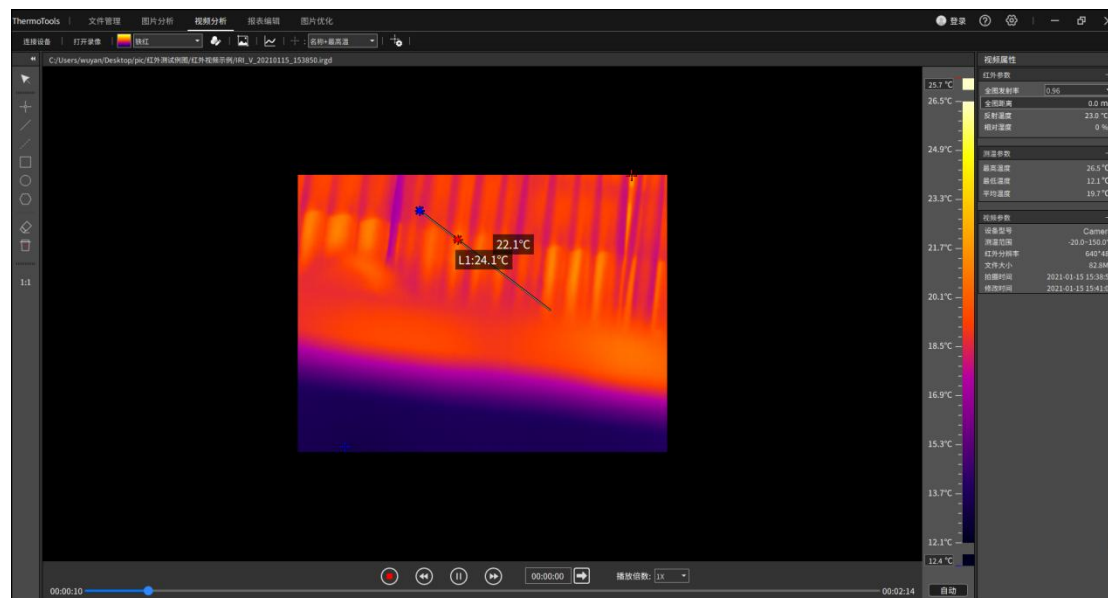 ThermoTools 文件管理 图片分析 视频分析 报表编辑 图片优化 登录
连接设备 打开录像 铁红 名称+最高温
C:/Users/wuyan/Desktop/pic/红外测试例图/红外视频示例/IRI_V_20210115_153850.irgd
视频属性
红外参数
全图发射率 0.96
全图距离 0.0 m
反射温度 23.0 °C
相对湿度 0 %
测温参数
最高温度 26.5°C
最低温度 12.1°C
平均温度 19.7°C
视频参数
设备型号 Camer
测温范围 -20.0~150.0°
红外分辨率 640*48
文件大小 82.8M
拍摄时间 2021-01-15 15:38:5
修改时间 2021-01-15 15:41:0
25.7 °C
26.5°C
24.9°C
23.3°C
21.7°C
20.1°C
18.5°C
16.9°C
15.3°C
13.7°C
12.1°C
12.4 °C
自动
22.1°C
L1:24.1°C
1:1
00:00:00 播放倍数: 1X
00:00:10 00:02:14